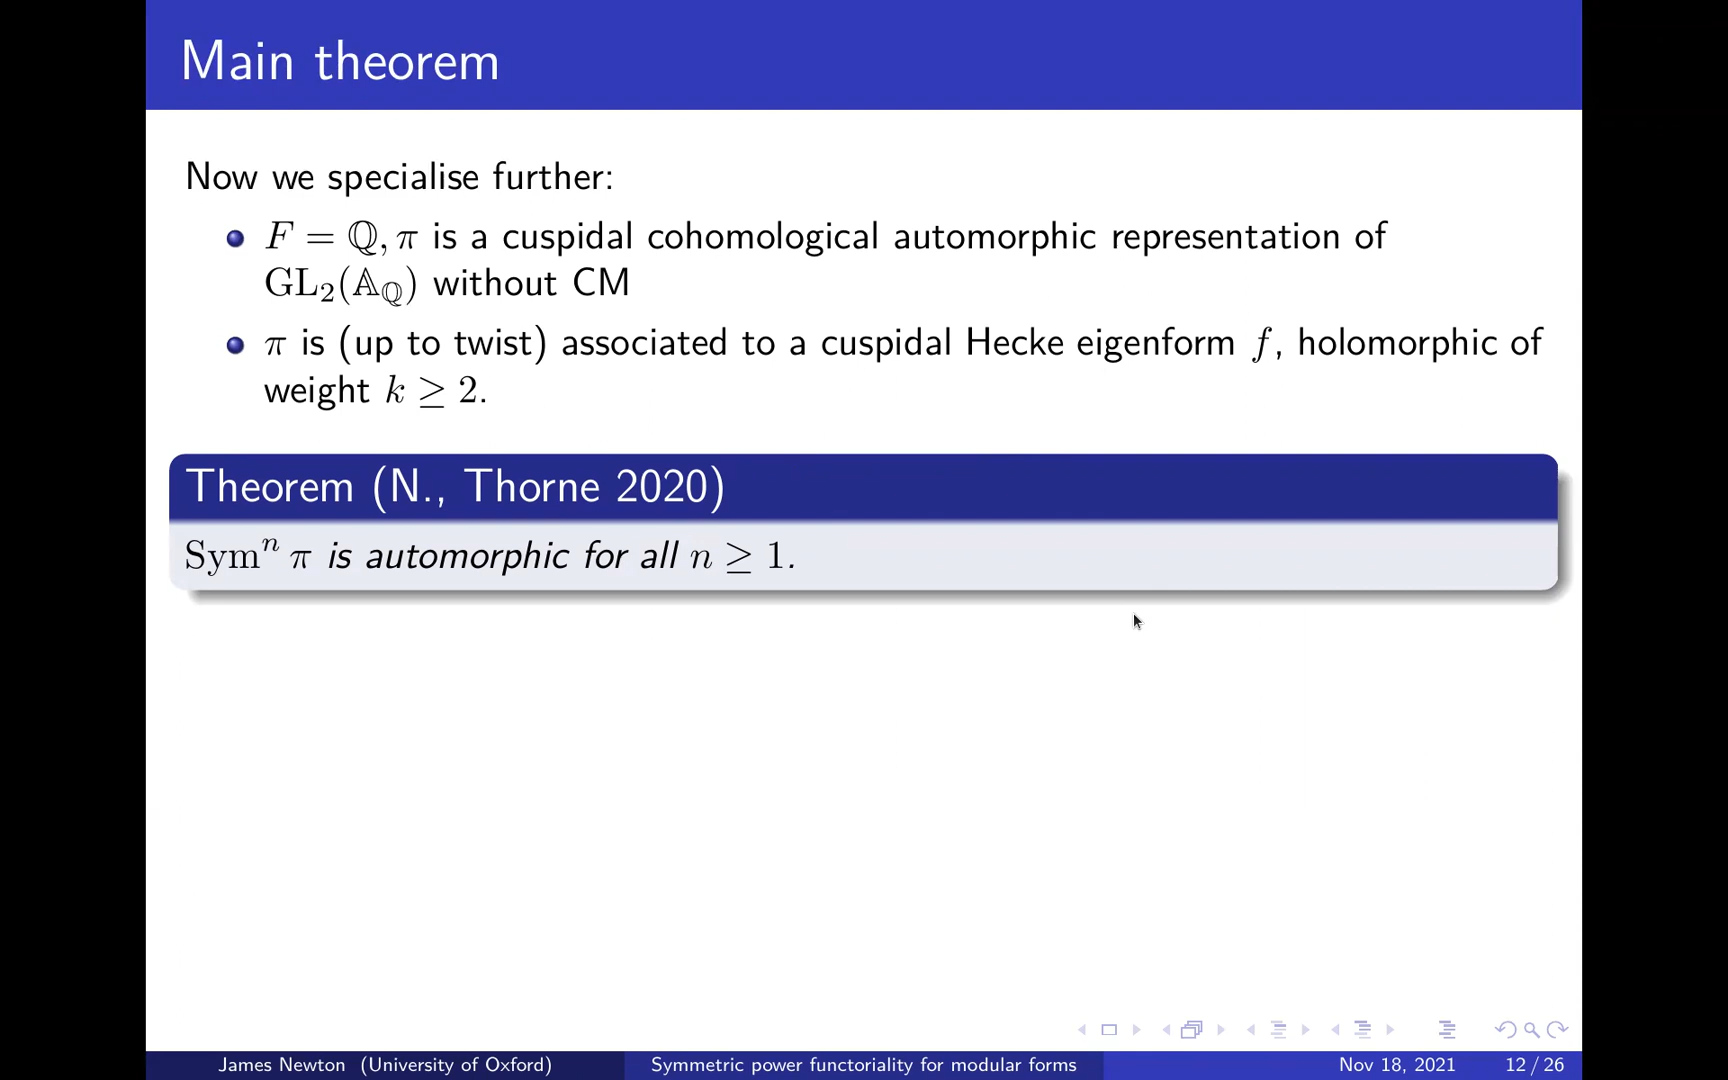 Main theorem
Now we specialise further:
F = ℚ, π is a cuspidal cohomological automorphic representation of
GL₂(𝔸_ℚ) without CM
π is (up to twist) associated to a cuspidal Hecke eigenform f, holomorphic of
weight k ≥ 2.
Theorem (N., Thorne 2020)
Symⁿ π is automorphic for all n ≥ 1.
James Newton (University of Oxford) Symmetric power functoriality for modular forms Nov 18, 2021 12 / 26